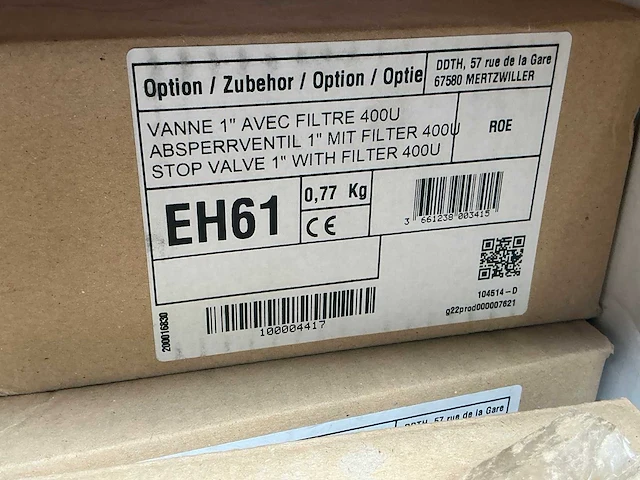 Option / Zubehor / Option / Optie
DDTH, 57 rue de la Gare
67580 MERTZWILLER
VANNE 1" AVEC FILTRE 400U
ABSPERRVENTIL 1" MIT FILTER 400U
STOP VALVE 1" WITH FILTER 400U
ROE
EH61
0,77 Kg
CE
3 661238 003415
104514-D
g22prod000007621
200016830
100004417
DDTH, 57 rue de la Gare